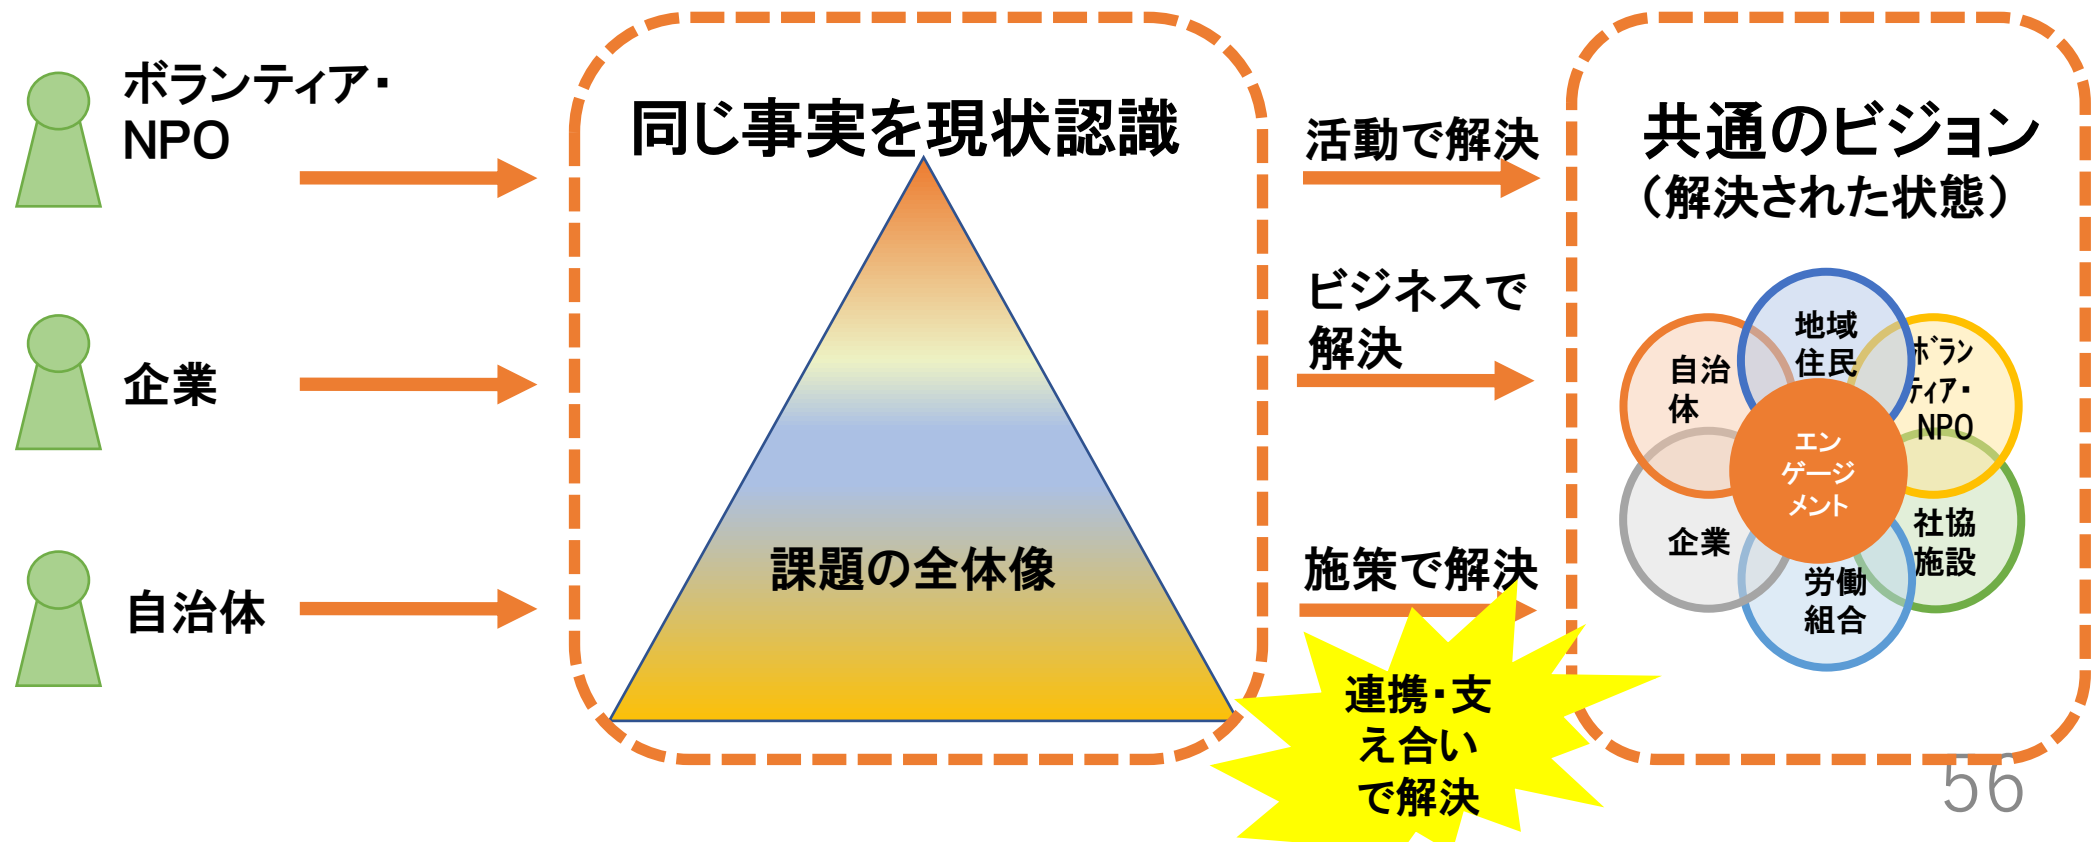 ボランティア・
NPO
企業
自治体
同じ事実を現状認識
課題の全体像
活動で解決
ビジネスで
解決
施策で解決
連携・支
え合い
で解決
共通のビジョン
（解決された状態）
地域
住民
自治
体
ボラン
ティア・
NPO
エン
ゲージ
メント
企業
社協
施設
労働
組合
56